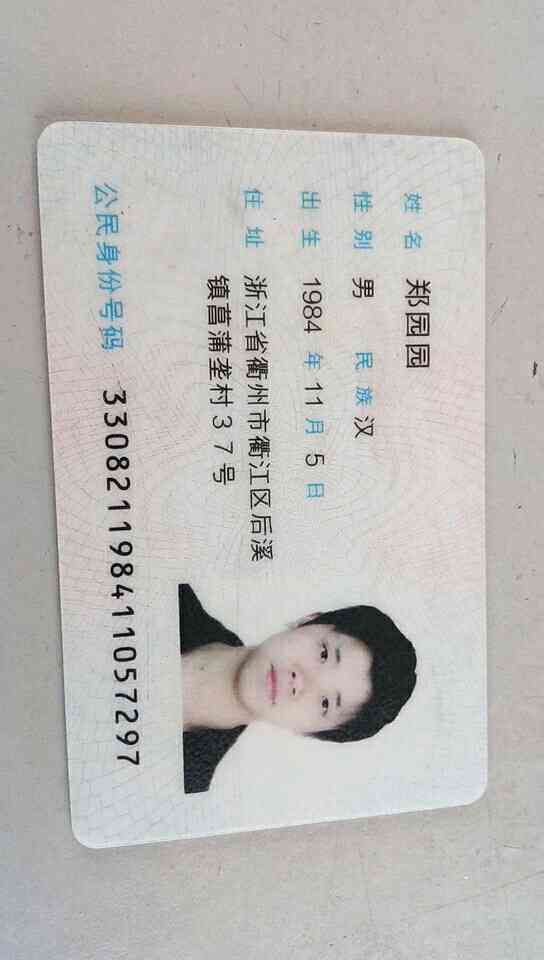 姓名 郑园园
性别 男 民族 汉
出生 1984 年 11 月 5 日
住址 浙江省衢州市衢江区后溪
镇菖蒲垄村37号
公民身份号码 330821198411057297